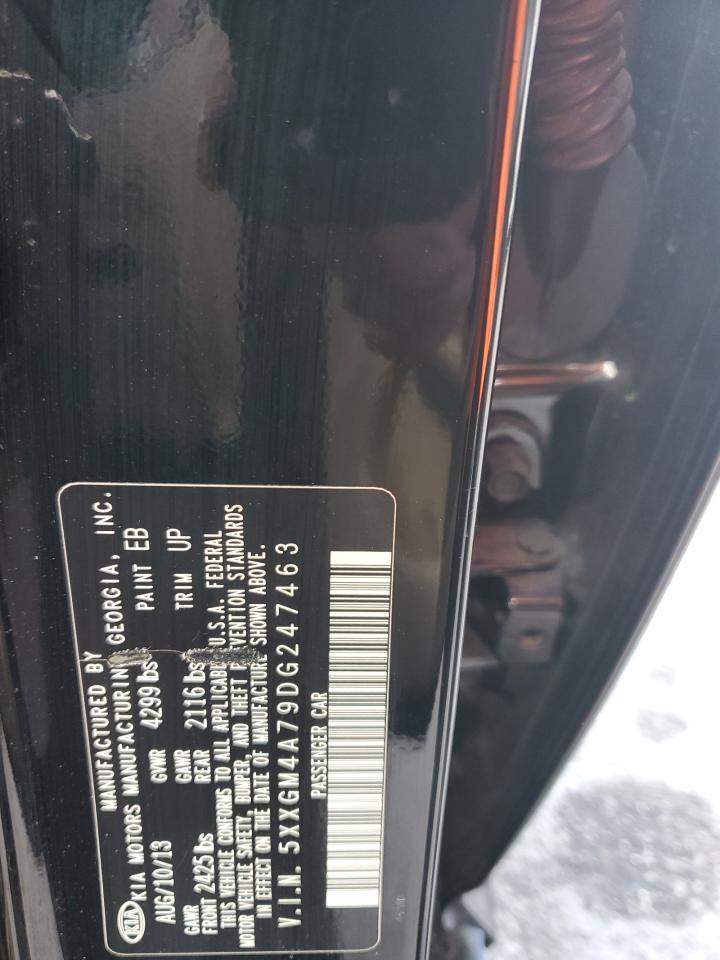 MANUFACTURED BY
KIA KIA MOTORS MANUFACTURING GEORGIA, INC.
AUG/10/13 GVWR 4299 lbs PAINT EB
GAWR FRONT 2425 lbs GAWR REAR 2116 lbs TRIM UP
THIS VEHICLE CONFORMS TO ALL APPLICABLE U.S.A. FEDERAL
MOTOR VEHICLE SAFETY, BUMPER, AND THEFT PREVENTION STANDARDS
IN EFFECT ON THE DATE OF MANUFACTURE SHOWN ABOVE.
V.I.N. 5XXGM4A79DG247463
PASSENGER CAR